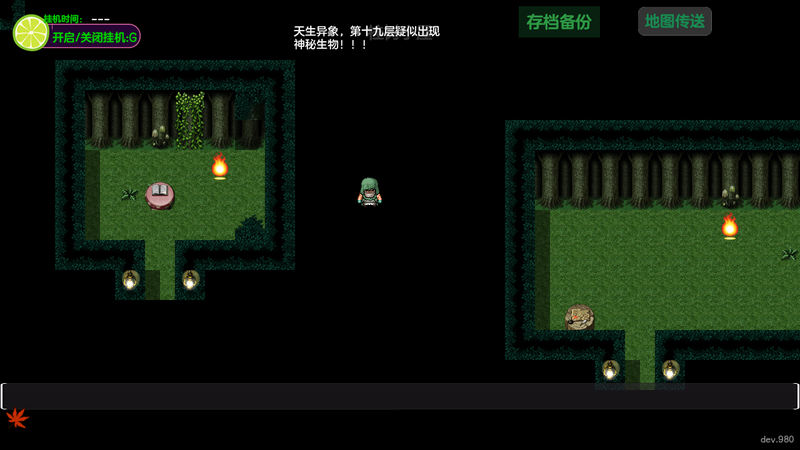 挂机时间: ---
开启/关闭挂机:G
天生异象，第十九层疑似出现
神秘生物！！！
存档备份
地图传送
dev.980